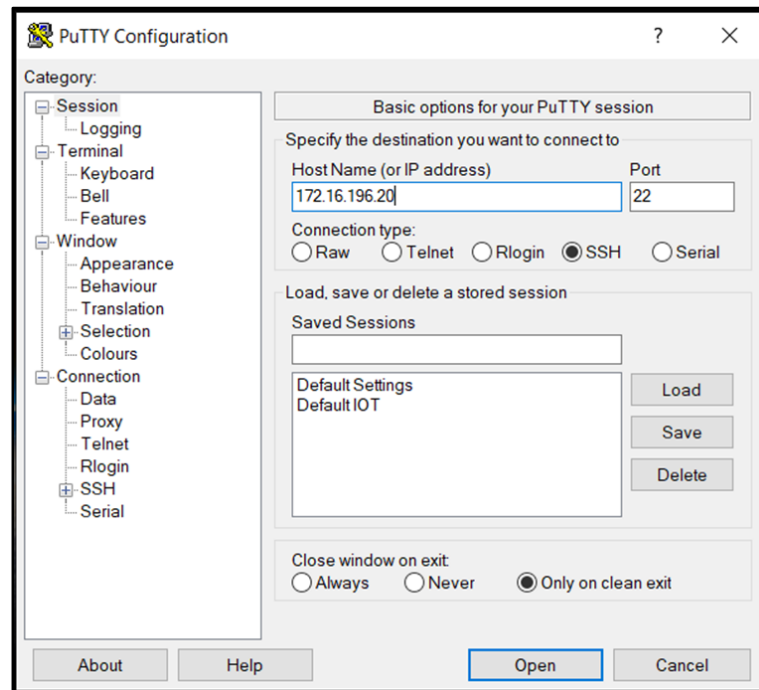 PuTTY Configuration
?
Category:
Session
Logging
Terminal
Keyboard
Bell
Features
Window
Appearance
Behaviour
Translation
Selection
Colours
Connection
Data
Proxy
Telnet
Rlogin
SSH
Serial
Basic options for your PuTTY session
Specify the destination you want to connect to
Host Name (or IP address) Port
172.16.196.20 22
Connection type:
Raw Telnet Rlogin SSH Serial
Load, save or delete a stored session
Saved Sessions
Default Settings
Default IOT
Load
Save
Delete
Close window on exit:
Always Never Only on clean exit
About Help Open Cancel